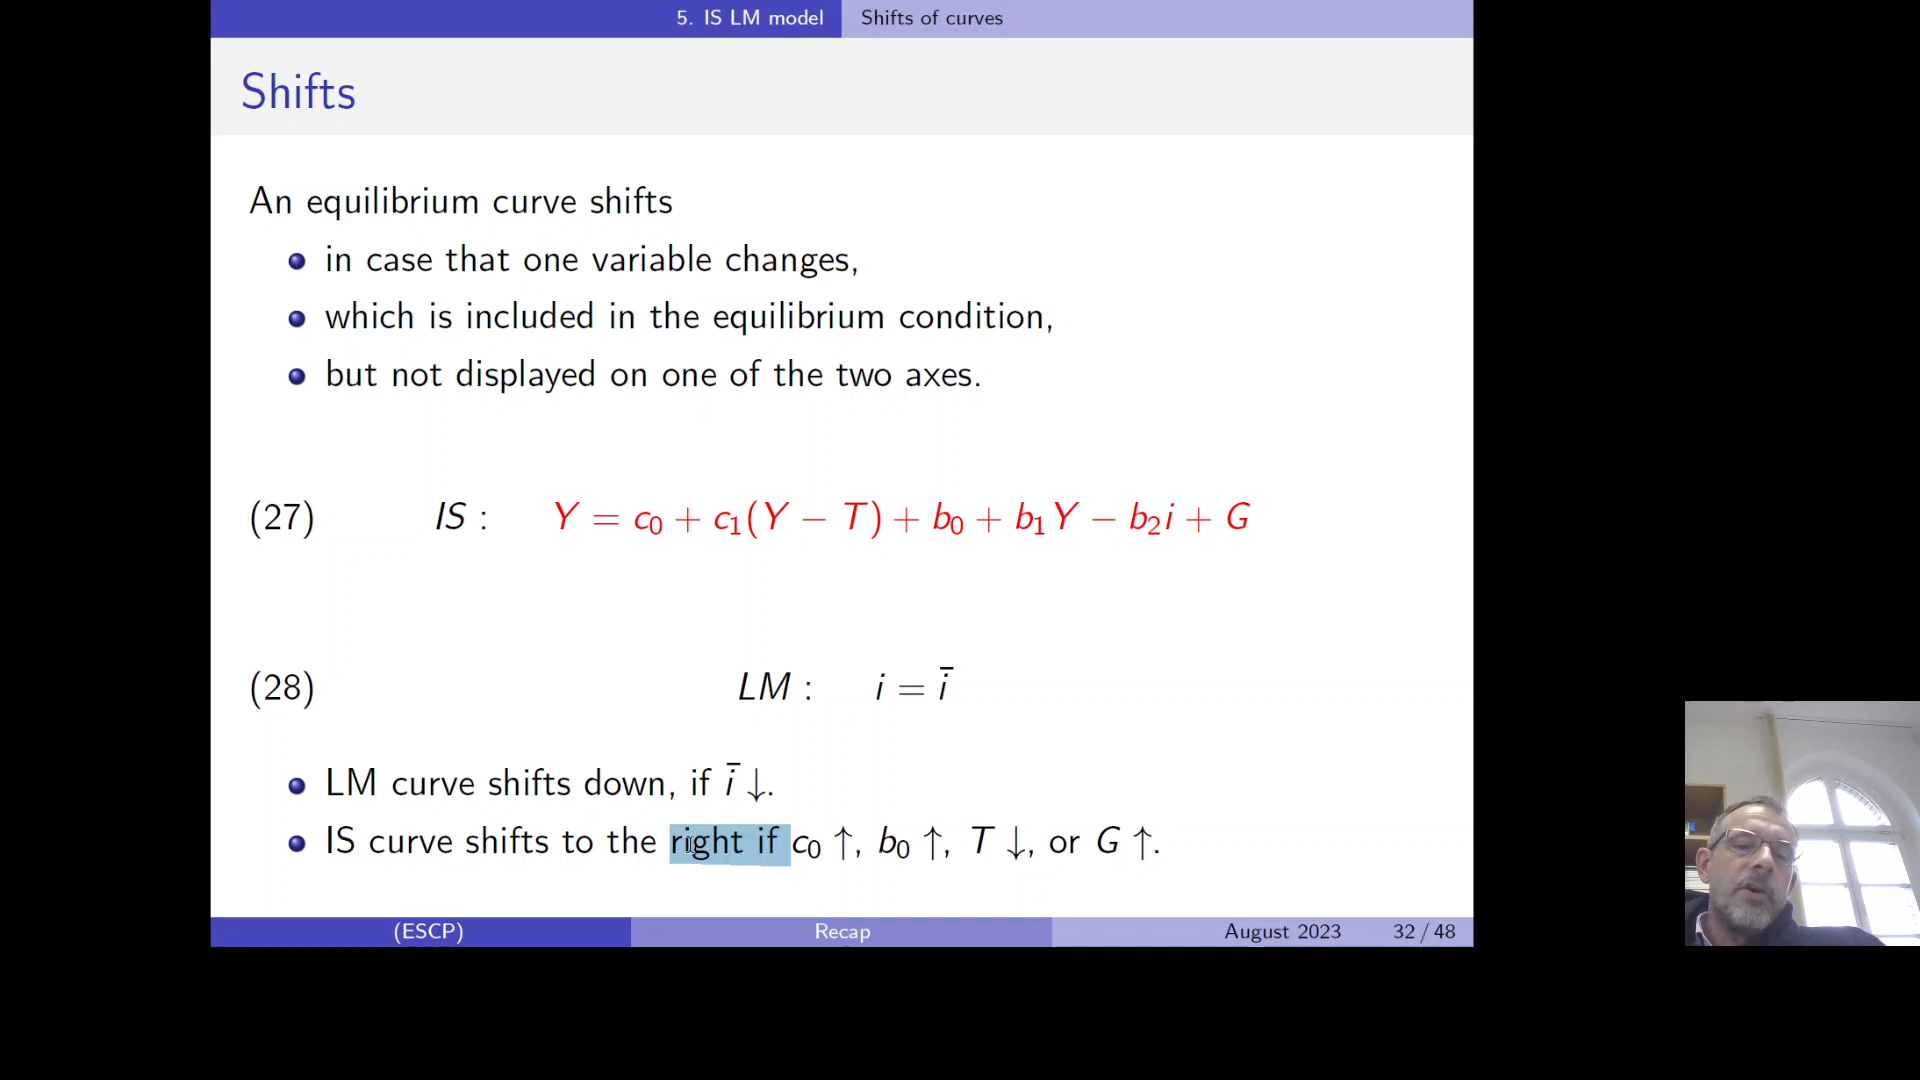 5. IS LM model Shifts of curves
Shifts
An equilibrium curve shifts
in case that one variable changes,
which is included in the equilibrium condition,
but not displayed on one of the two axes.
(27) IS : Y = c₀ + c₁(Y − T) + b₀ + b₁Y − b₂i + G
(28) LM : i = i̅
LM curve shifts down, if i̅ ↓.
IS curve shifts to the right if c₀ ↑, b₀ ↑, T ↓, or G ↑.
(ESCP) Recap August 2023 32 / 48